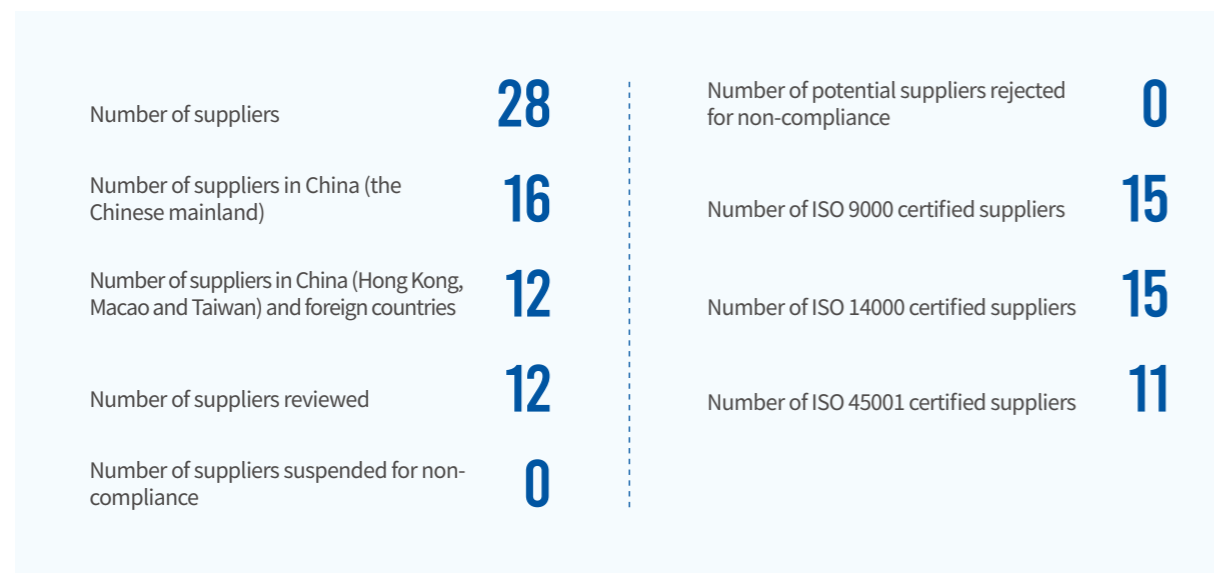 Number of suppliers
28
Number of suppliers in China (the
Chinese mainland)
16
Number of suppliers in China (Hong Kong,
Macao and Taiwan) and foreign countries
12
Number of suppliers reviewed
12
Number of suppliers suspended for non-
compliance
0
Number of potential suppliers rejected
for non-compliance
0
Number of ISO 9000 certified suppliers
15
Number of ISO 14000 certified suppliers
15
Number of ISO 45001 certified suppliers
11